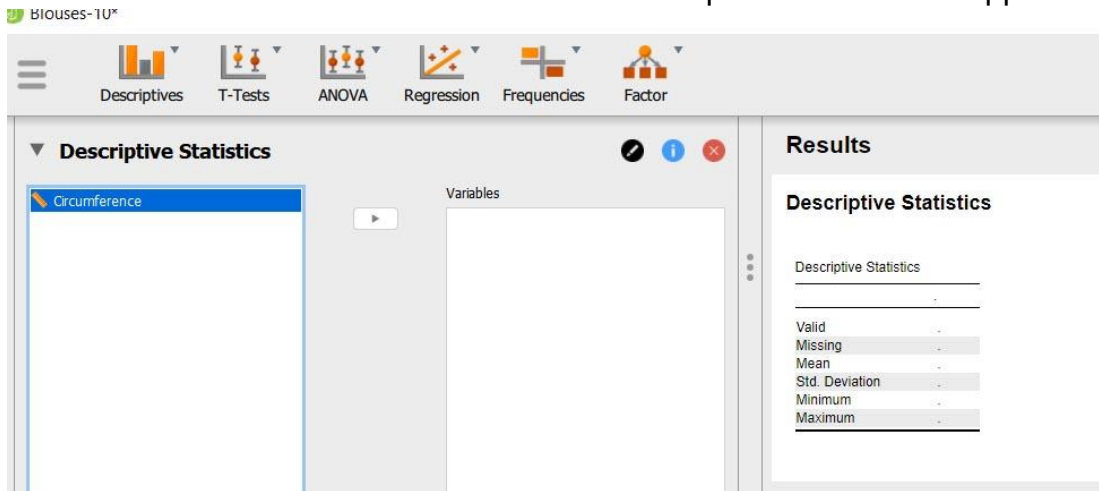 Blouses-10*
Descriptives T-Tests ANOVA Regression Frequencies Factor
Descriptive Statistics
Circumference
Variables
Results
Descriptive Statistics
Descriptive Statistics
.
Valid .
Missing .
Mean .
Std. Deviation .
Minimum .
Maximum .